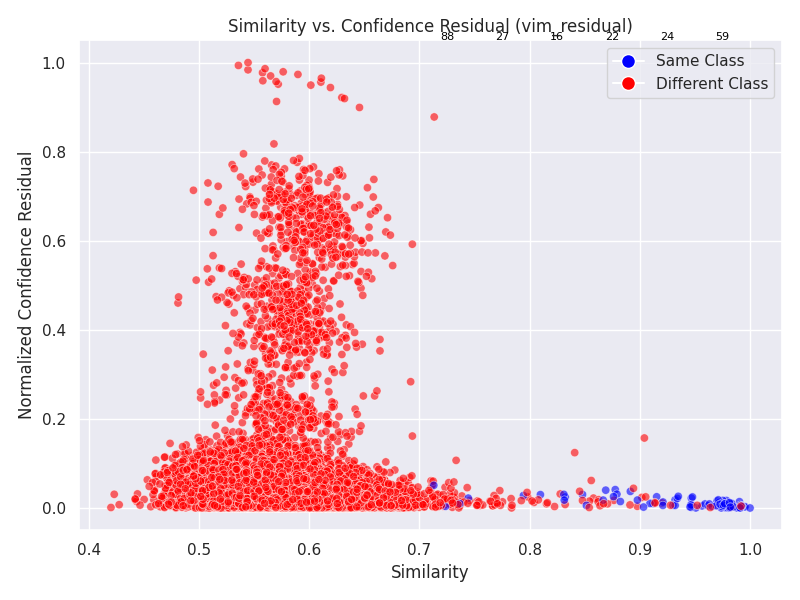 Similarity vs. Confidence Residual (vim_residual)
88 27 16 22 24 59
Same Class
Different Class
1.0
0.8
0.6
0.4
0.2
0.0
Normalized Confidence Residual
0.4 0.5 0.6 0.7 0.8 0.9 1.0
Similarity